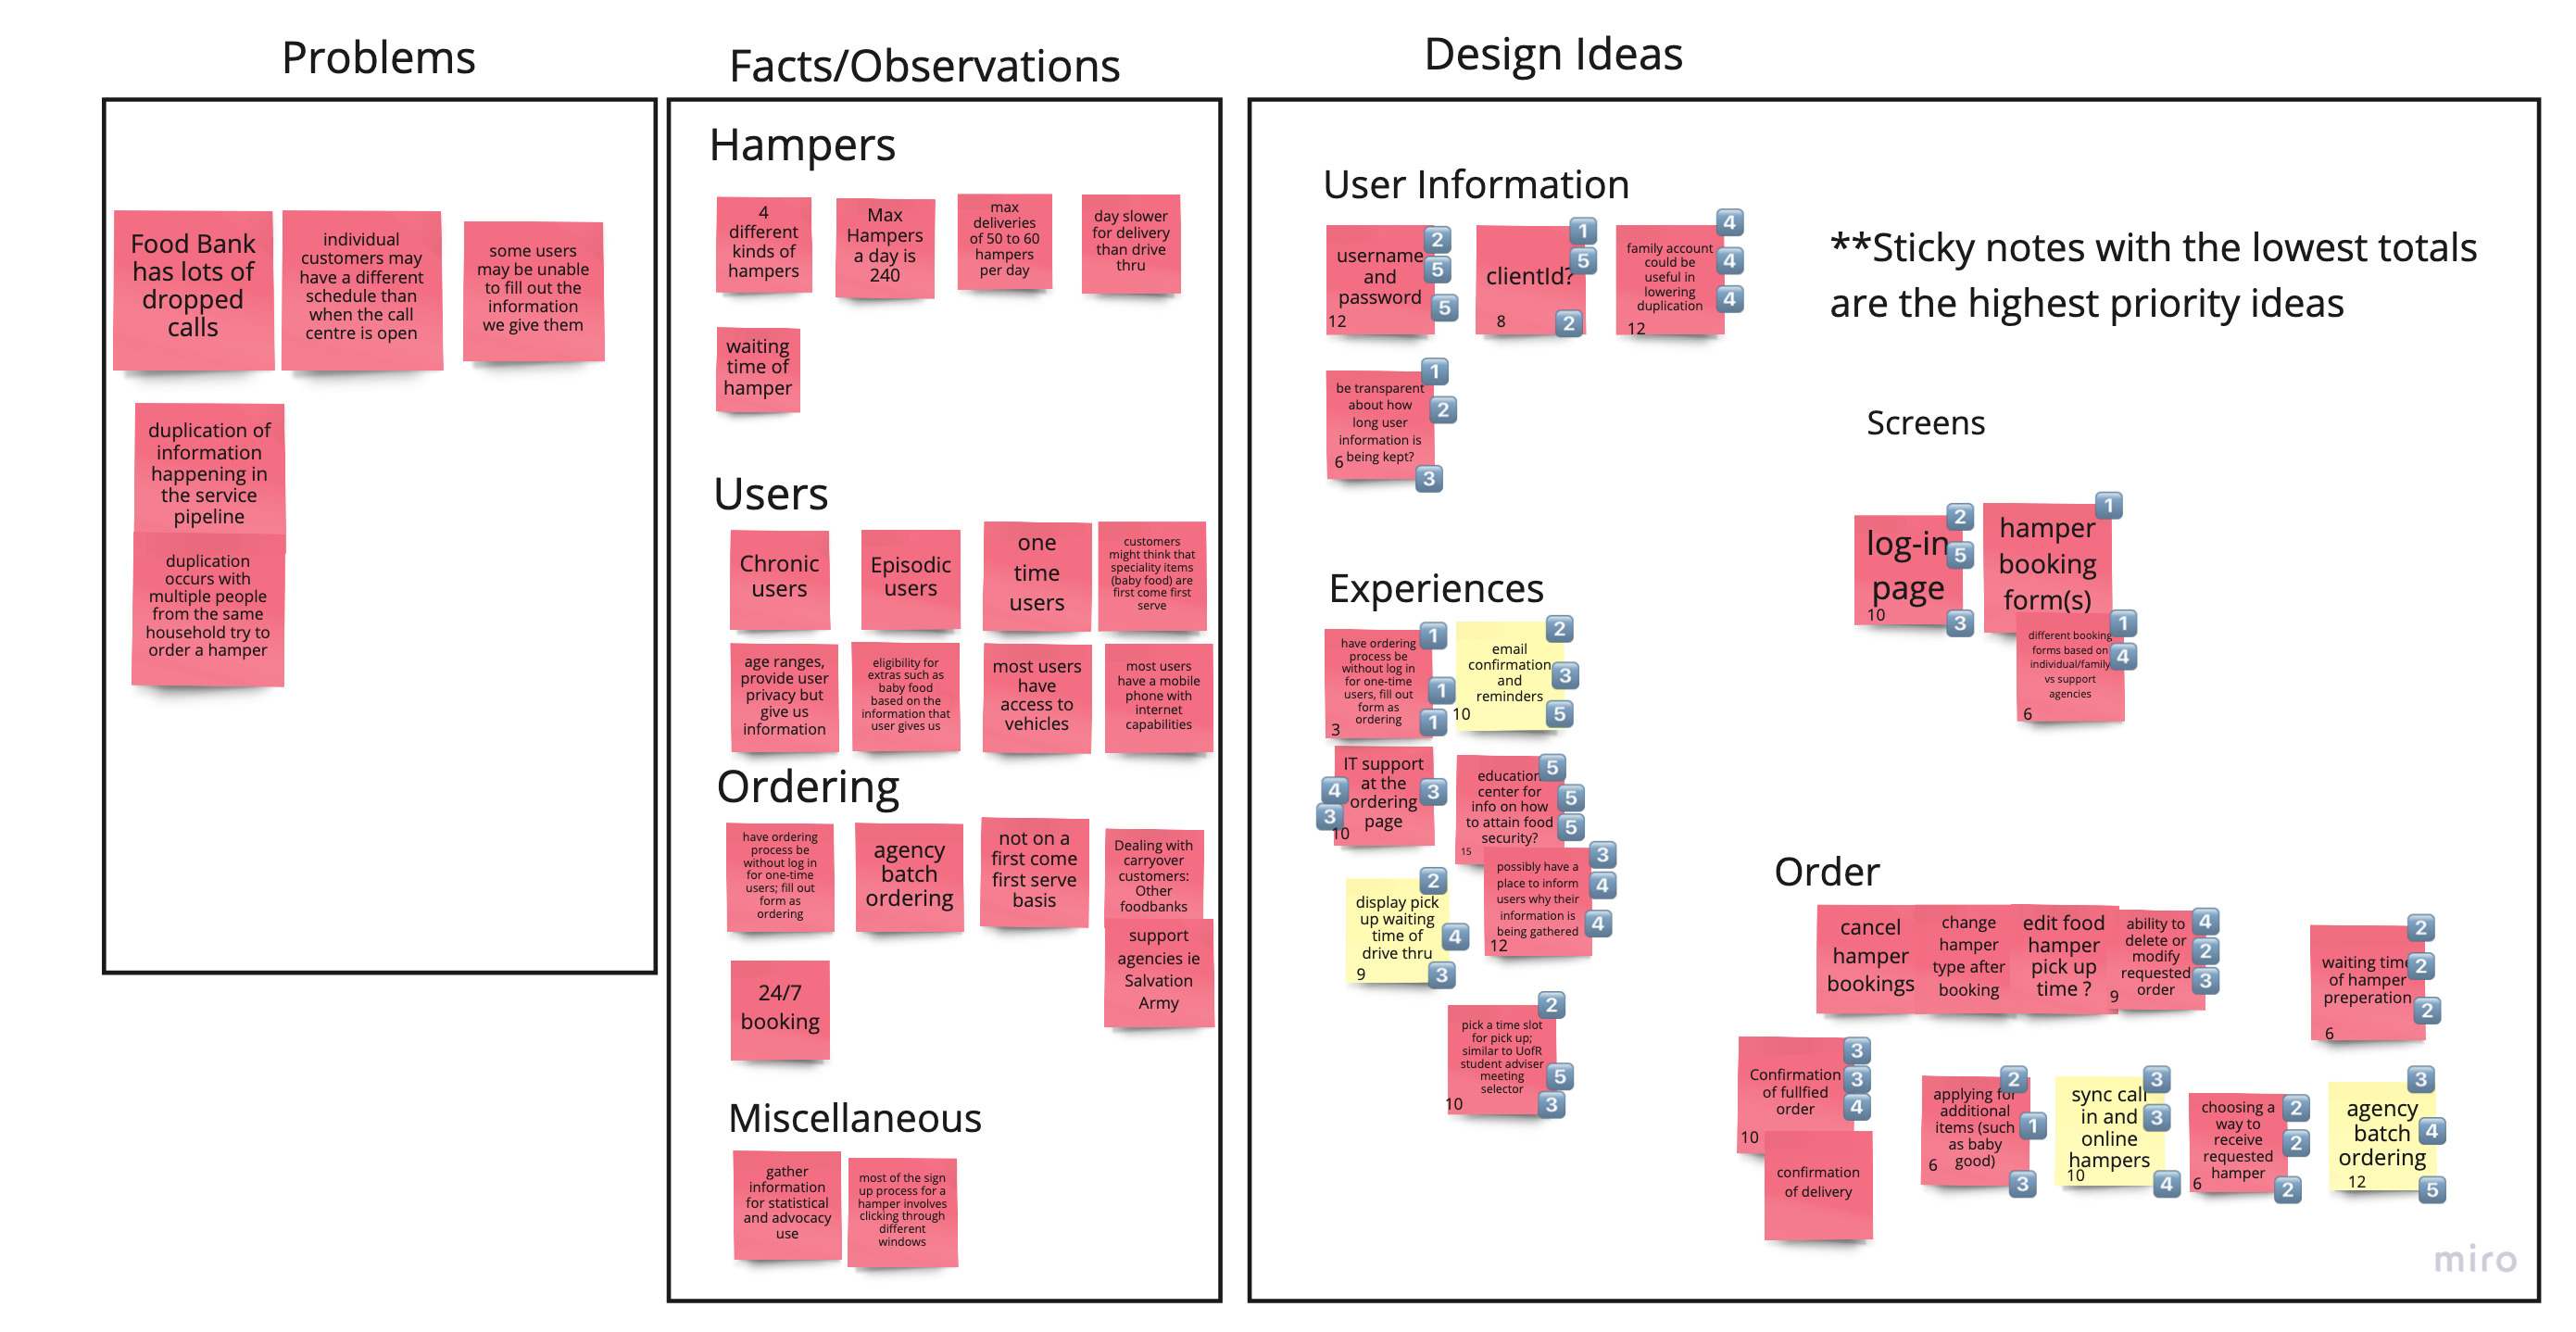 Problems
Food Bank
has lots of
dropped
calls
individual
customers may
have a different
schedule than
when the call
centre is open
some users
may be unable
to fill out the
information
we give them
duplication of
information
happening in
the service
pipeline
duplication
occurs with
multiple people
from the same
household try to
order a hamper
Facts/Observations
Hampers
4
different
kinds of
hampers
Max
Hampers
a day is
240
max
deliveries
of 50 to 60
hampers
per day
day slower
for delivery
than drive
thru
waiting
time of
hamper
Users
Chronic
users
Episodic
users
one
time
users
customers
might think that
speciality items
(baby food) are
first come first
serve
age ranges,
provide user
privacy but
give us
information
eligibility for
extras such as
baby food
based on the
information that
user gives us
most users
have
access to
vehicles
most users
have a mobile
phone with
internet
capabilities
Ordering
have ordering
process be
without log in
for one-time
users; fill out
form as
ordering
agency
batch
ordering
not on a
first come
first serve
basis
Dealing with
carryover
customers:
Other
foodbanks
support
agencies ie
Salvation
Army
24/7
booking
Miscellaneous
gather
information
for statistical
and advocacy
use
most of the sign
up process for a
hamper involves
clicking through
different
windows
Design Ideas
User Information
username
and
password
12
2
5
5
clientId?
8
1
5
2
family account
could be
useful in
lowering
duplication
12
4
4
4
be transparent
about how
long user
information is
being kept?
6
1
2
3
**Sticky notes with the lowest totals
are the highest priority ideas
Screens
log-in
page
10
2
5
3
hamper
booking
form(s)
1
different booking
forms based on
individual/family
vs support
agencies
6
1
4
Experiences
have ordering
process be
without log in
for one-time
users, fill out
form as
ordering
3
1
1
1
email
confirmation
and
reminders
10
2
3
5
IT support
at the
ordering
page
10
4
3
3
education
center for
info on how
to attain food
security?
15
5
5
5
possibly have a
place to inform
users why their
information is
being gathered
12
3
4
4
display pick
up waiting
time of
drive thru
9
2
4
3
pick a time slot
for pick up;
similar to UofR
student adviser
meeting
selector
10
2
5
3
Order
cancel
hamper
bookings
change
hamper
type after
booking
edit food
hamper
pick up
time ?
ability to
delete or
modify
requested
order
9
4
2
3
waiting time
of hamper
preperation
6
2
2
2
Confirmation
of fullfied
order
10
3
3
4
confirmation
of delivery
applying for
additional
items (such
as baby
good)
6
2
1
3
sync call
in and
online
hampers
10
3
3
4
choosing a
way to
receive
requested
hamper
6
2
2
2
agency
batch
ordering
12
3
4
5
miro